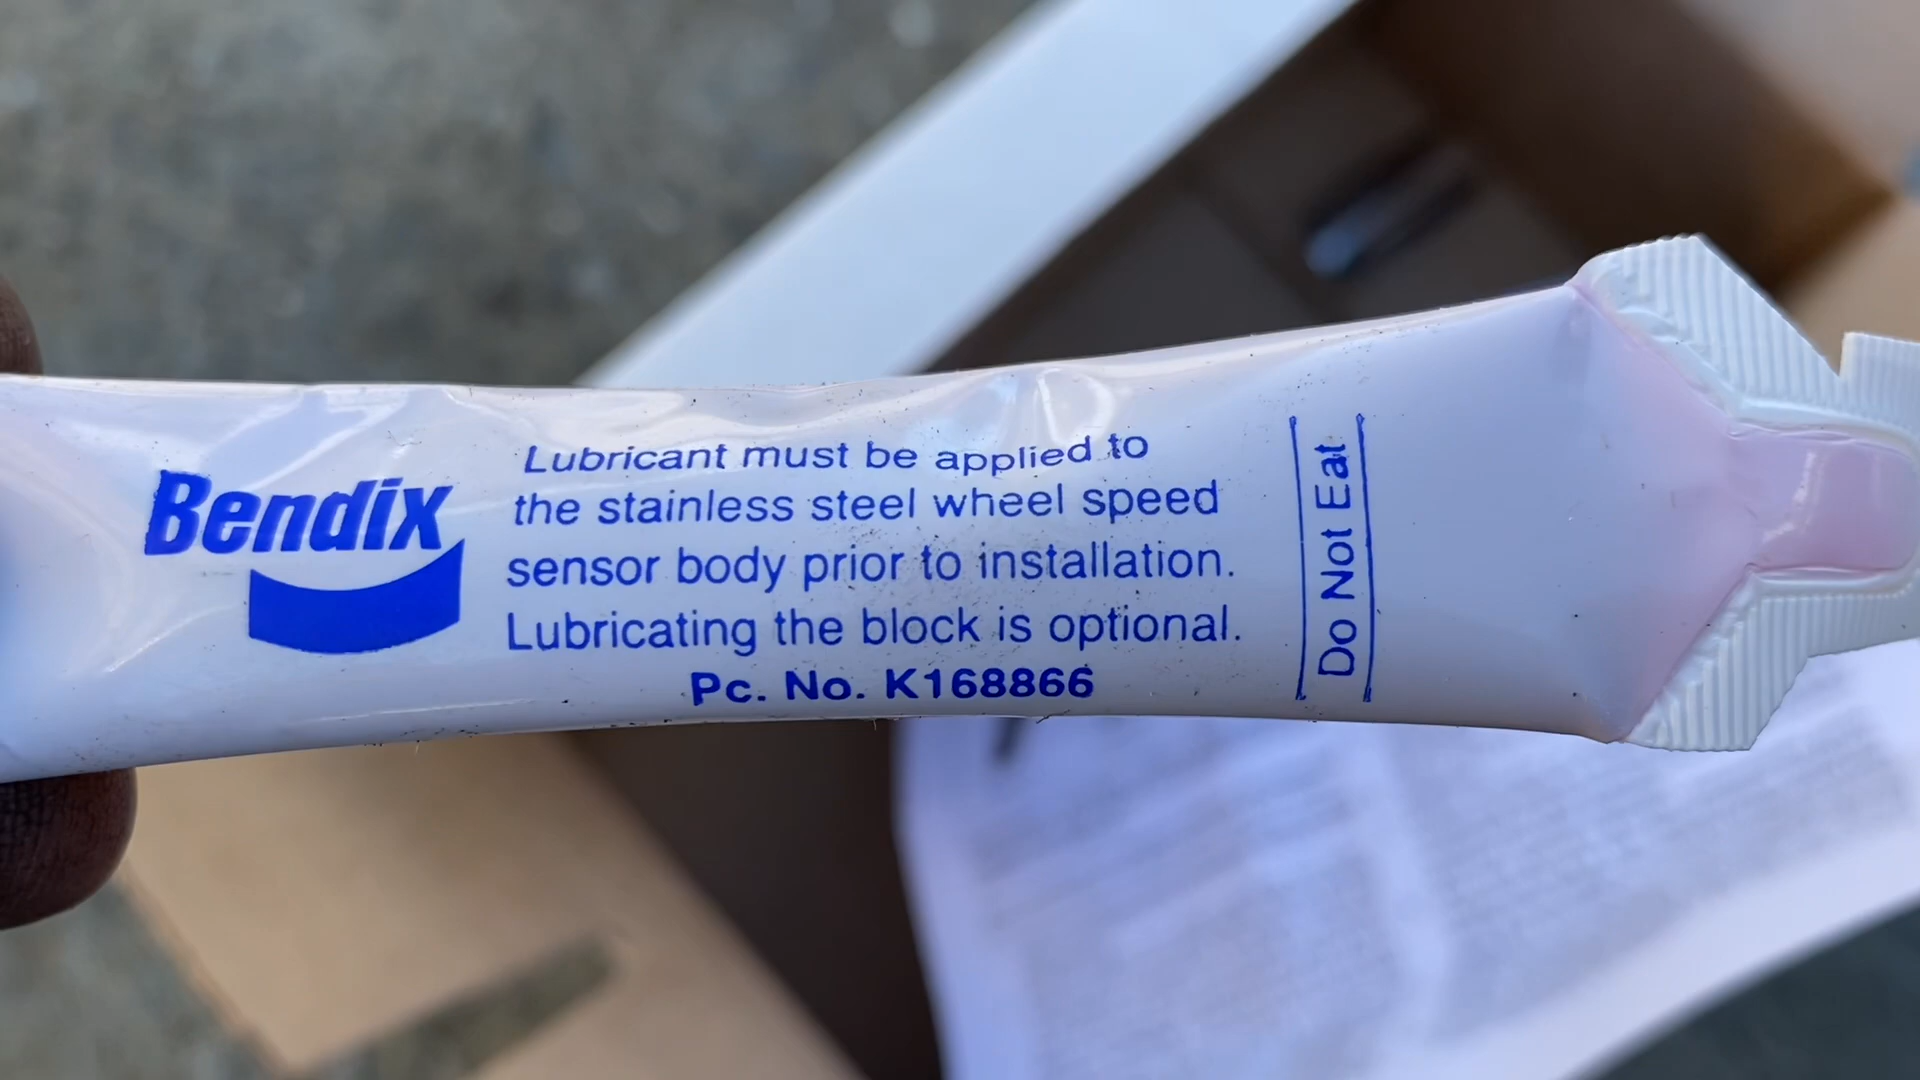 Bendix
Lubricant must be applied to
the stainless steel wheel speed
sensor body prior to installation.
Lubricating the block is optional.
Pc. No. K168866
Do Not Eat